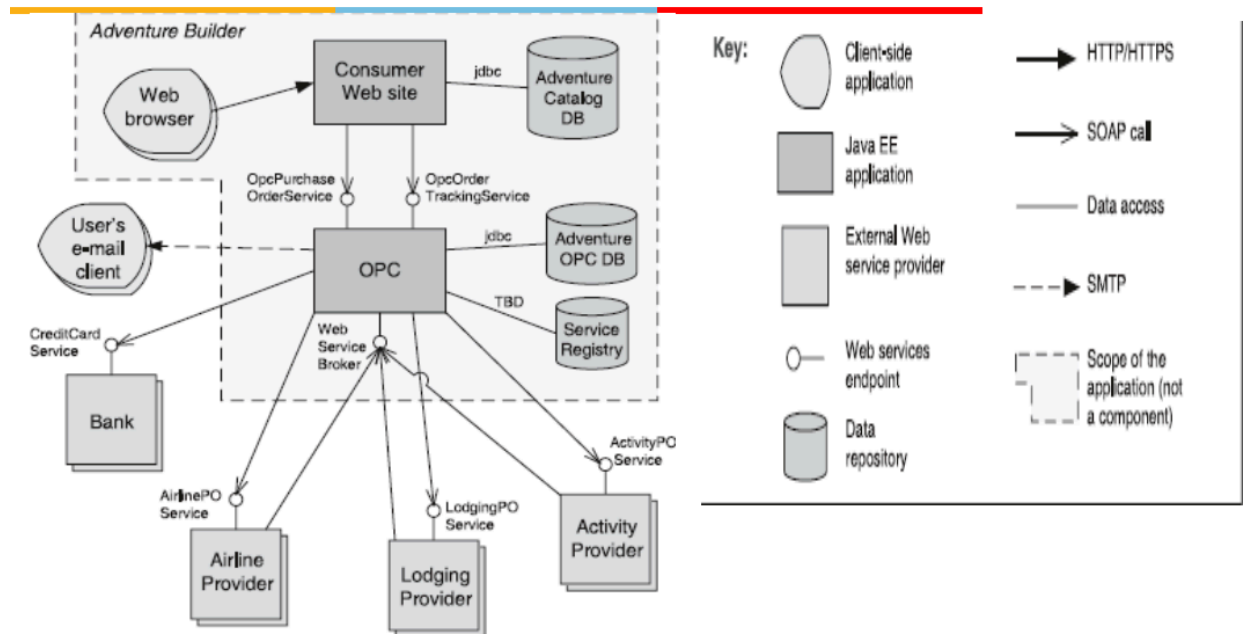 Adventure Builder
Consumer
Web site
jdbc
Adventure
Catalog
DB
Web
browser
OpcPurchase
OrderService
OpcOrder
TrackingService
User's
e-mail
client
OPC
jdbc
Adventure
OPC DB
TBD
Service
Registry
Web
Service
Broker
CreditCard
Service
Bank
ActivityPO
Service
AirlinePO
Service
LodgingPO
Service
Airline
Provider
Lodging
Provider
Activity
Provider
Key:
Client-side
application
Java EE
application
External Web
service provider
Web services
endpoint
Data
repository
HTTP/HTTPS
SOAP call
Data access
SMTP
Scope of the
application (not
a component)